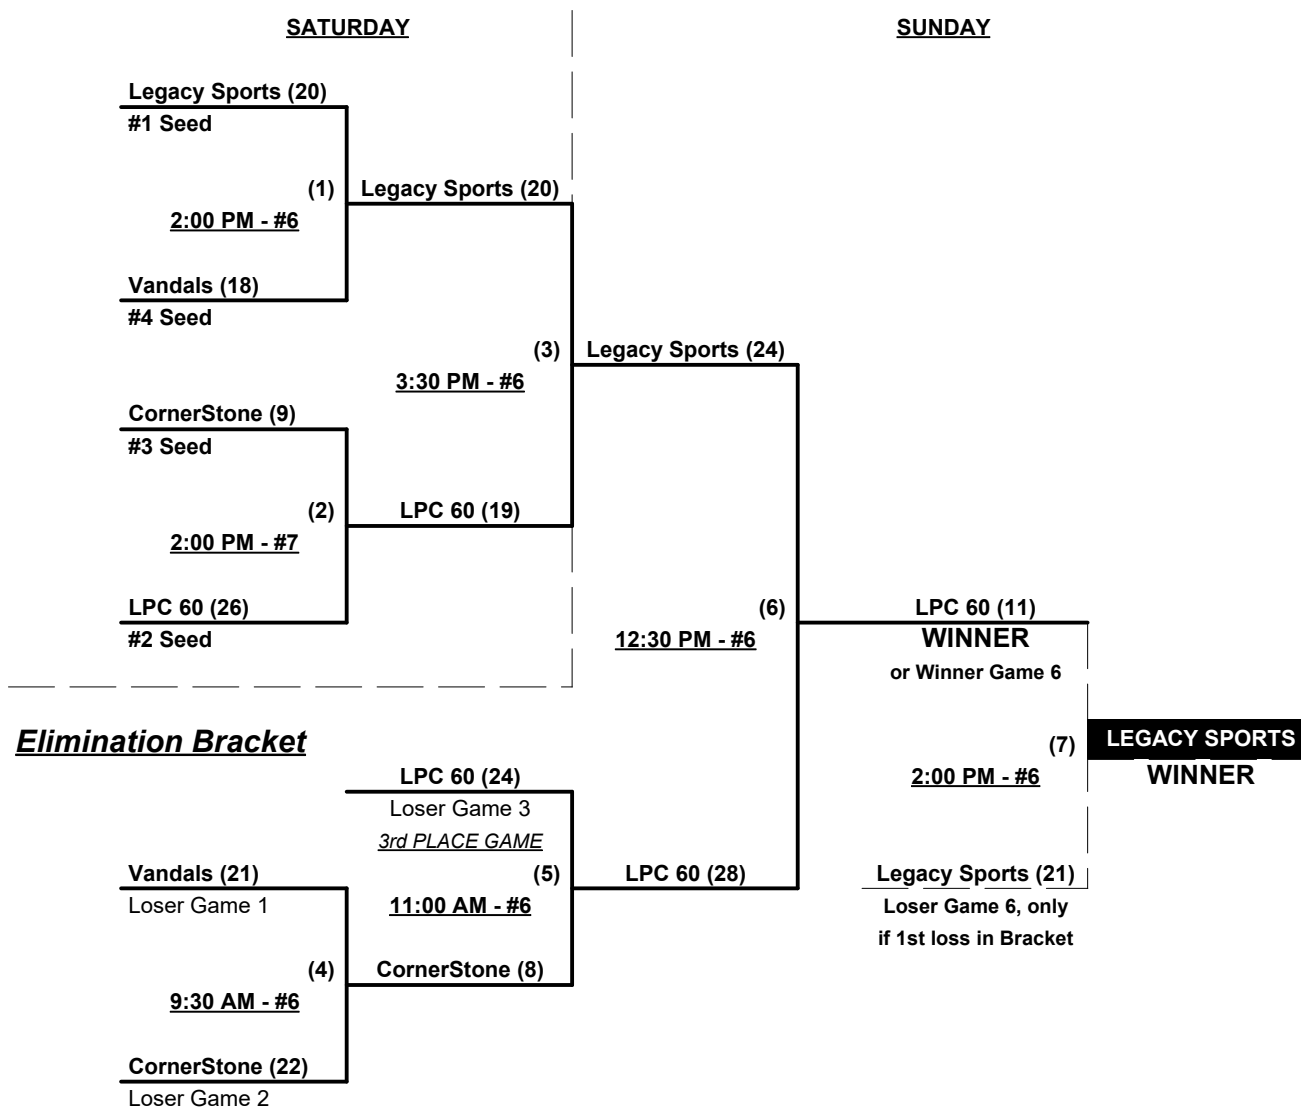 SATURDAY
SUNDAY
Legacy Sports (20)
#1 Seed
(1)
Legacy Sports (20)
2:00 PM - #6
Vandals (18)
#4 Seed
(3)
Legacy Sports (24)
3:30 PM - #6
CornerStone (9)
#3 Seed
(2)
LPC 60 (19)
2:00 PM - #7
LPC 60 (26)
#2 Seed
(6)
LPC 60 (11)
12:30 PM - #6
WINNER
or Winner Game 6
Elimination Bracket
(7)
LEGACY SPORTS
2:00 PM - #6
WINNER
LPC 60 (24)
Loser Game 3
3rd PLACE GAME
Vandals (21)
Loser Game 1
(5)
LPC 60 (28)
11:00 AM - #6
Legacy Sports (21)
Loser Game 6, only
if 1st loss in Bracket
(4)
CornerStone (8)
9:30 AM - #6
CornerStone (22)
Loser Game 2